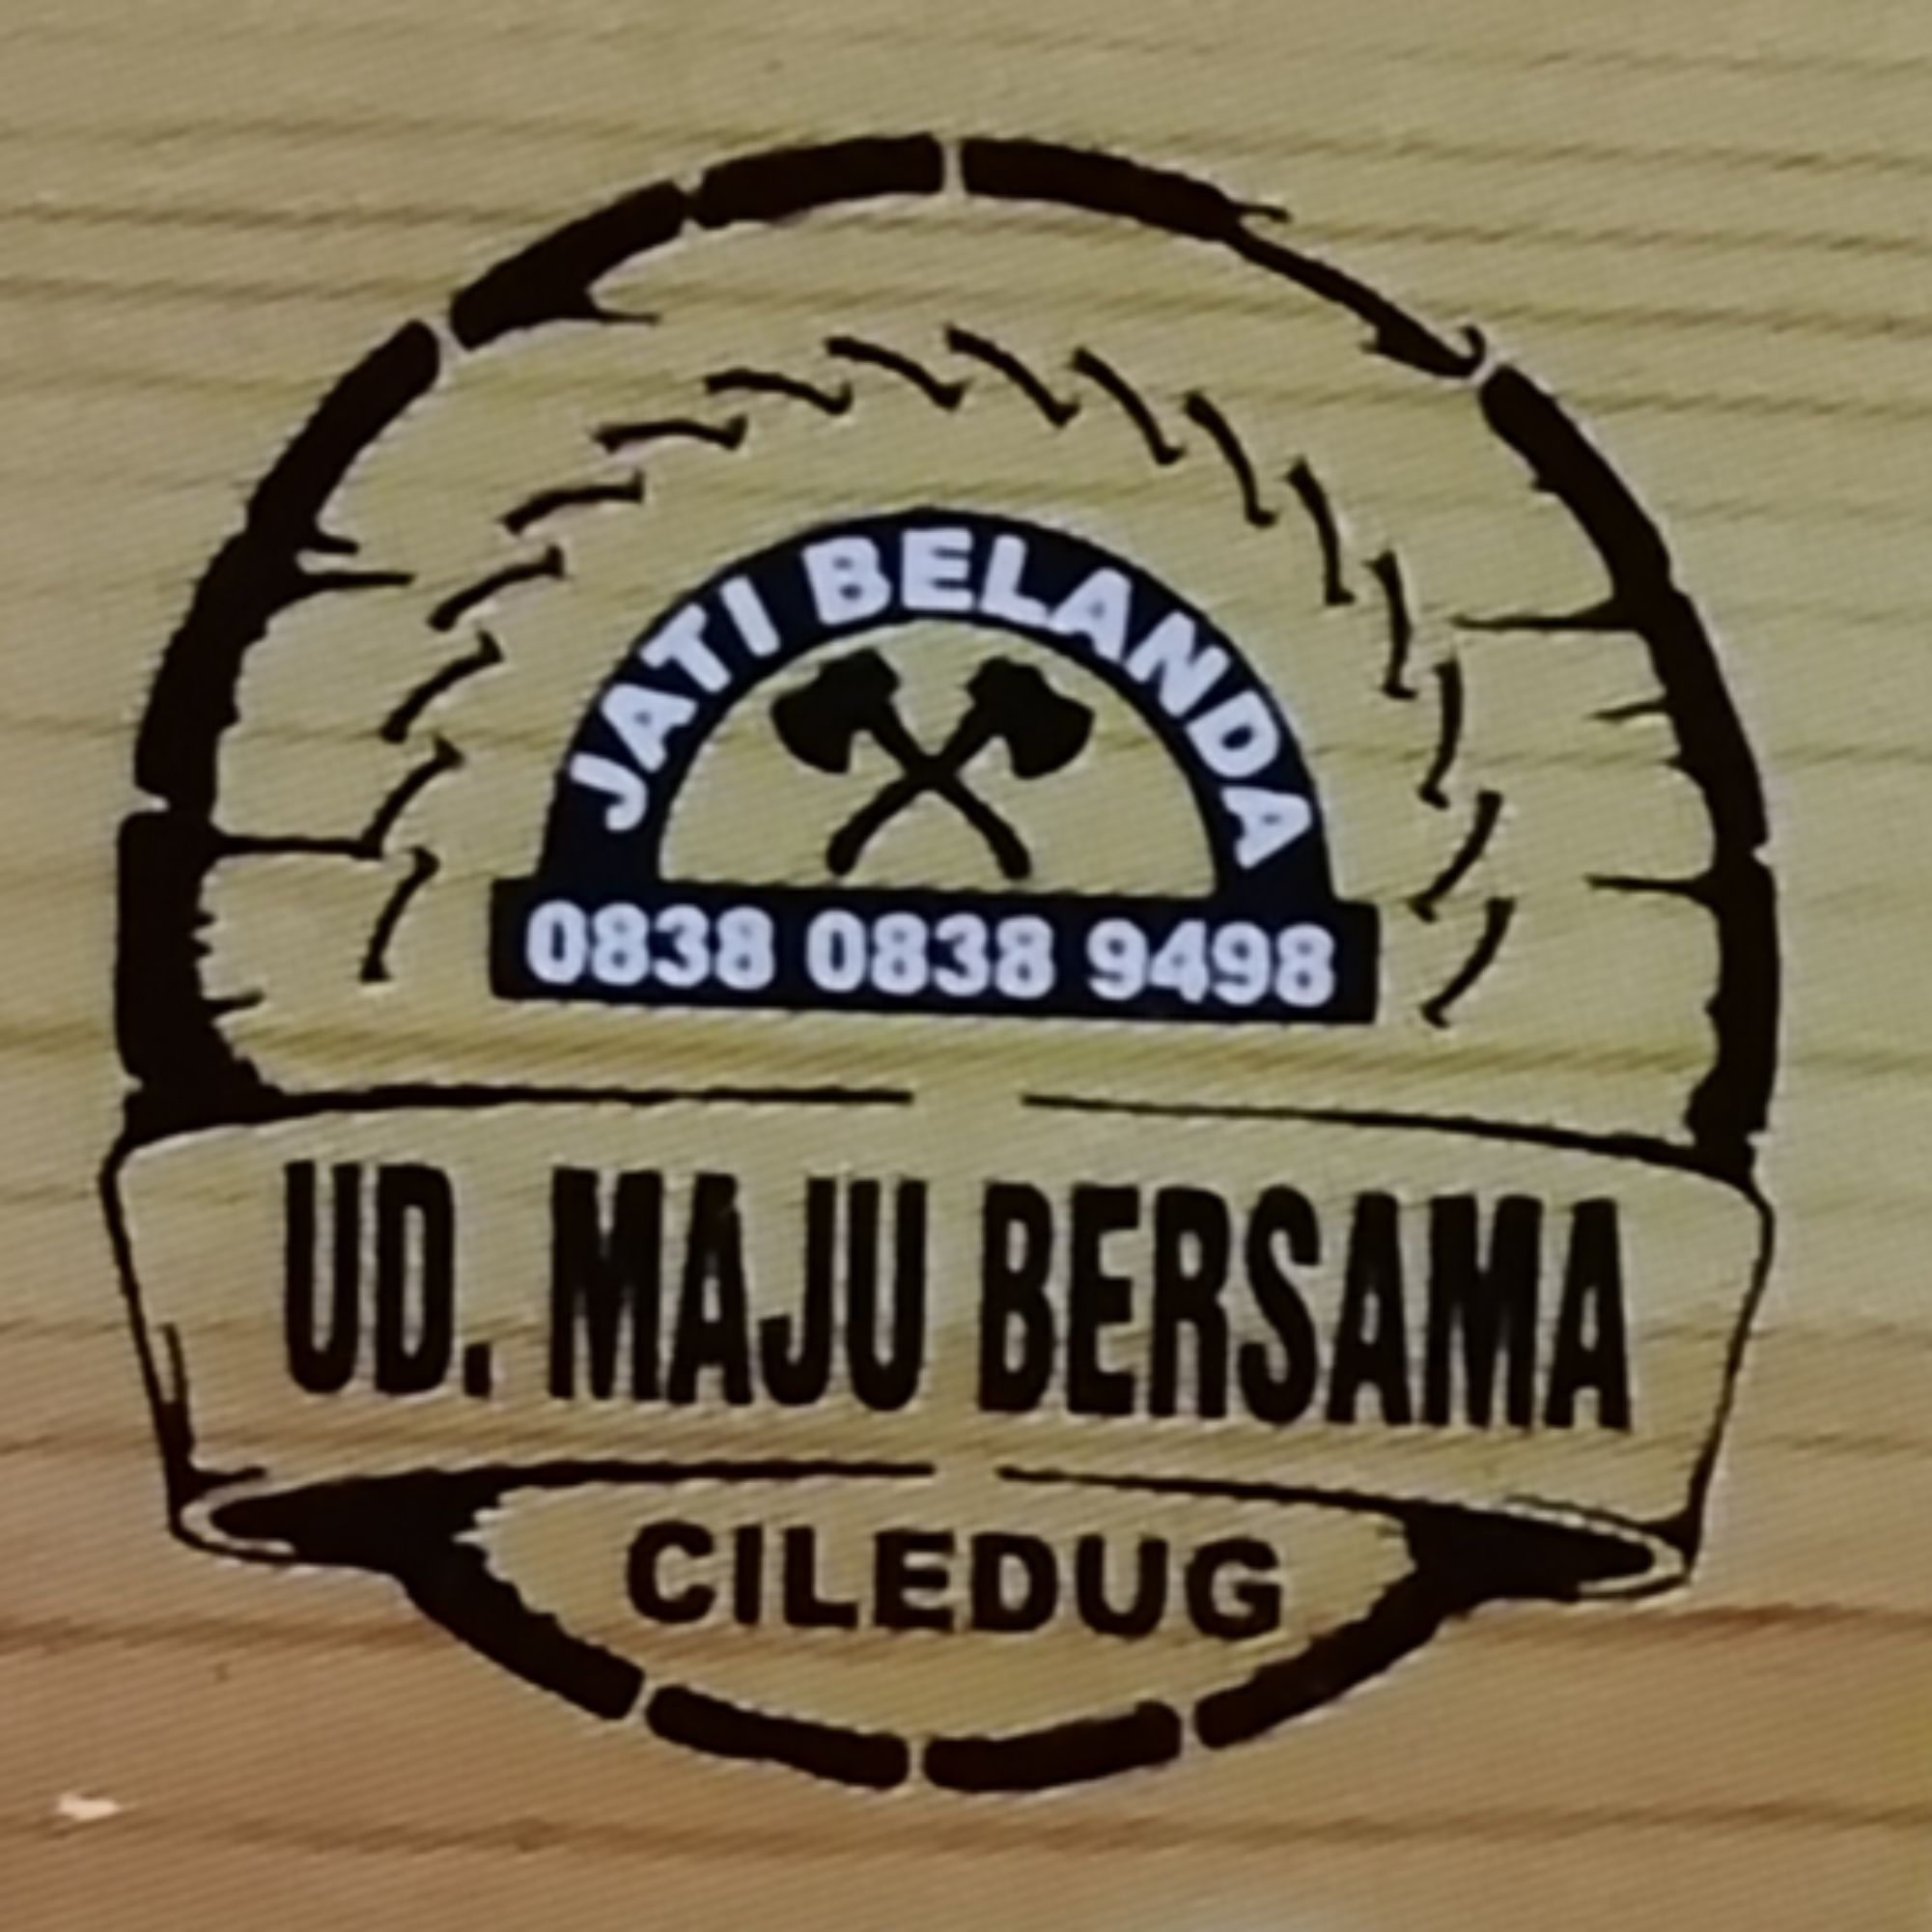 JATI BELANDA
0838 0838 9498
UD. MAJU BERSAMA
CILEDUG